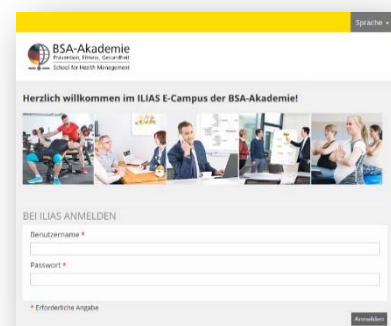 Sprache
BSA-Akademie
Prävention, Fitness, Gesundheit
School for Health Management
Herzlich willkommen im ILIAS E-Campus der BSA-Akademie!
BEI ILIAS ANMELDEN
Benutzername *
Passwort *
* Erforderliche Angabe
Anmelden